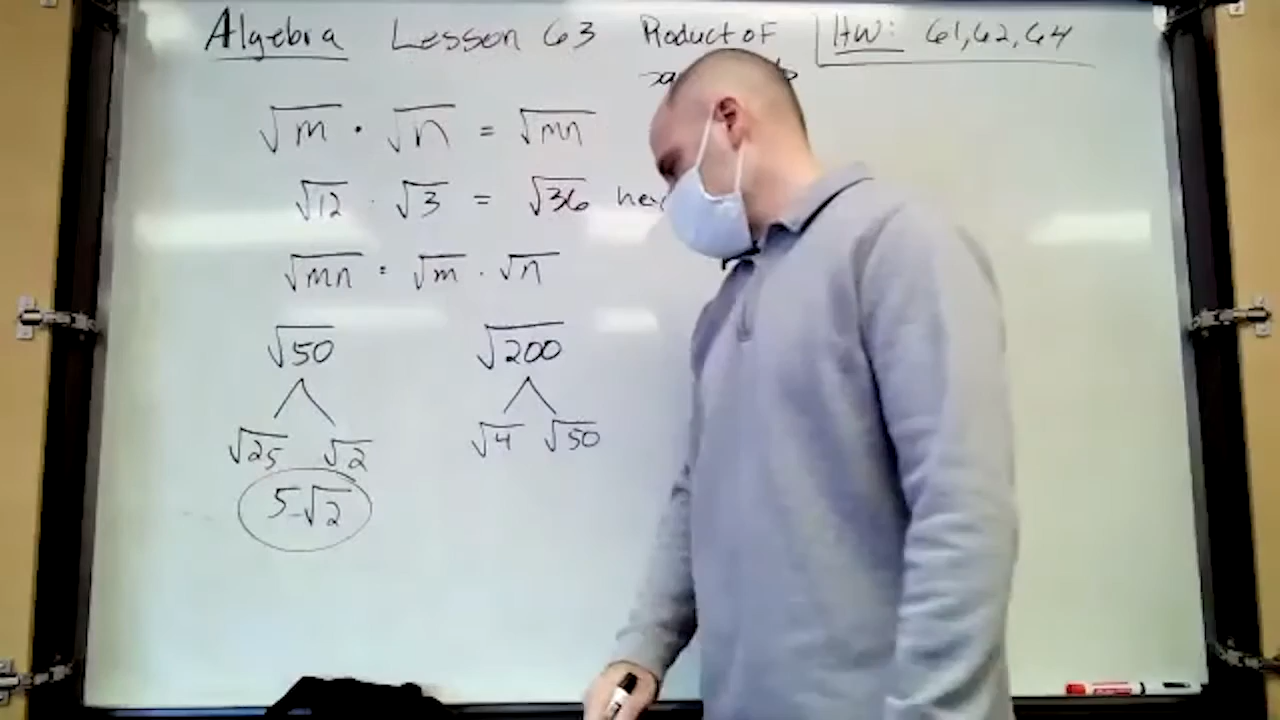 Algebra Lesson 63 Product of
HW: 61, 62, 64
√m · √n = √mn
√12 · √3 = √36
√mn = √m · √n
√50 √200
√25 √2 √4 √50
5√2